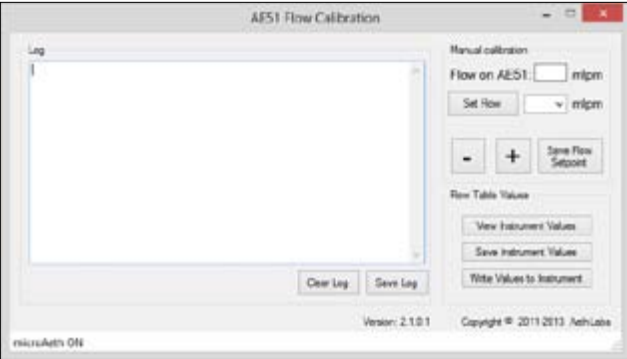 AE51 Flow Calibration
Log
Manual calibration
Flow on AE51: mlpm
Set Flow mlpm
- + Save Flow
Setpoint
Flow Table Values
View Instrument Values
Save Instrument Values
Write Values to Instrument
Clear Log Save Log
Version: 2.1.0.1 Copyright © 2011-2013 AethLabs
microAeth ON